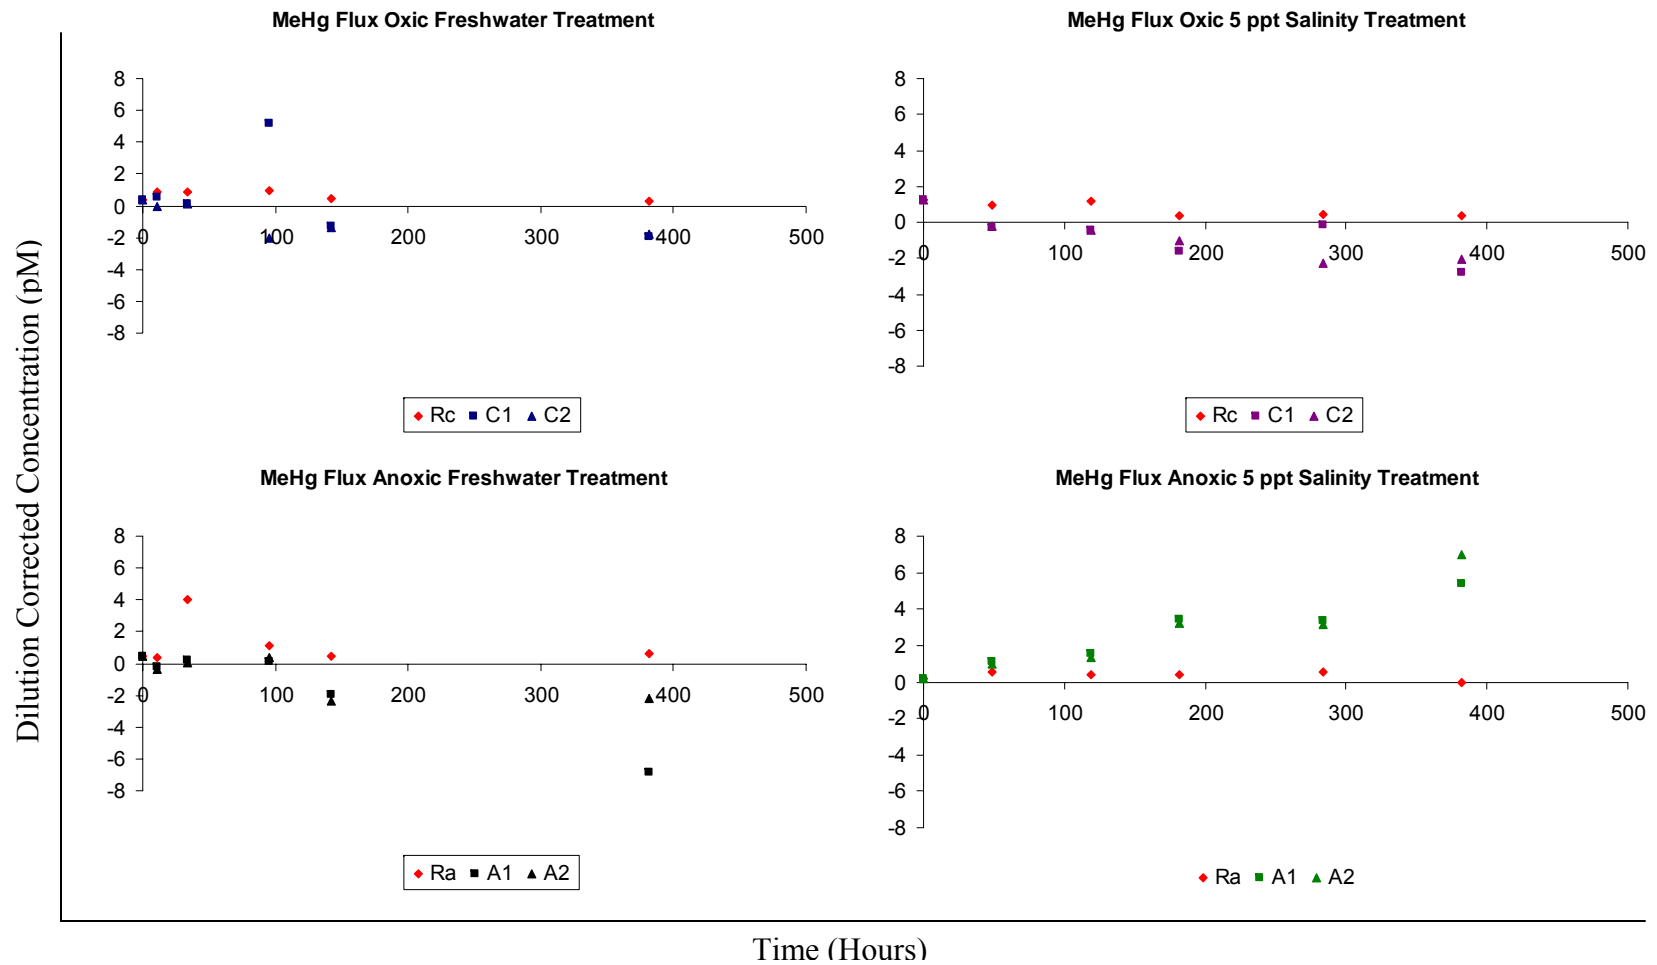 MeHg Flux Oxic Freshwater Treatment
8
6
4
2
0
-2
-4
-6
-8
0 100 200 300 400 500
Rc C1 C2
MeHg Flux Oxic 5 ppt Salinity Treatment
8
6
4
2
0
-2
-4
-6
-8
0 100 200 300 400 500
Rc C1 C2
Dilution Corrected Concentration (pM)
MeHg Flux Anoxic Freshwater Treatment
8
6
4
2
0
-2
-4
-6
-8
0 100 200 300 400 500
Ra A1 A2
MeHg Flux Anoxic 5 ppt Salinity Treatment
8
6
4
2
0
-2
-4
-6
-8
0 100 200 300 400 500
Ra A1 A2
Time (Hours)